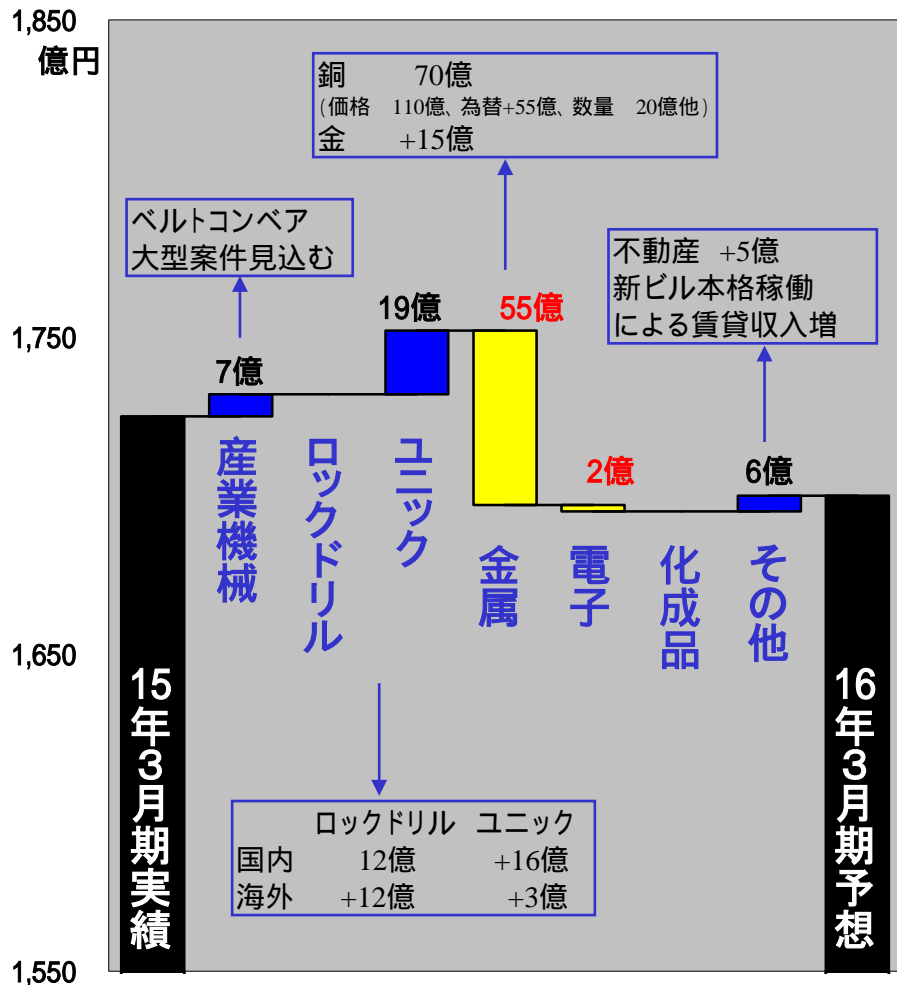 1,850
億円
銅 70億
(価格 110億、為替+55億、数量 20億他)
金 +15億
ベルトコンベア
大型案件見込む
不動産 +5億
新ビル本格稼働
による賃貸収入増
19億
55億
1,750
7億
2億
6億
産業機械
ロックドリル
ユニック
金属
電子
化成品
その他
1,650
15年3月期実績
16年3月期予想
ロックドリル ユニック
国内 12億 +16億
海外 +12億 +3億
1,550